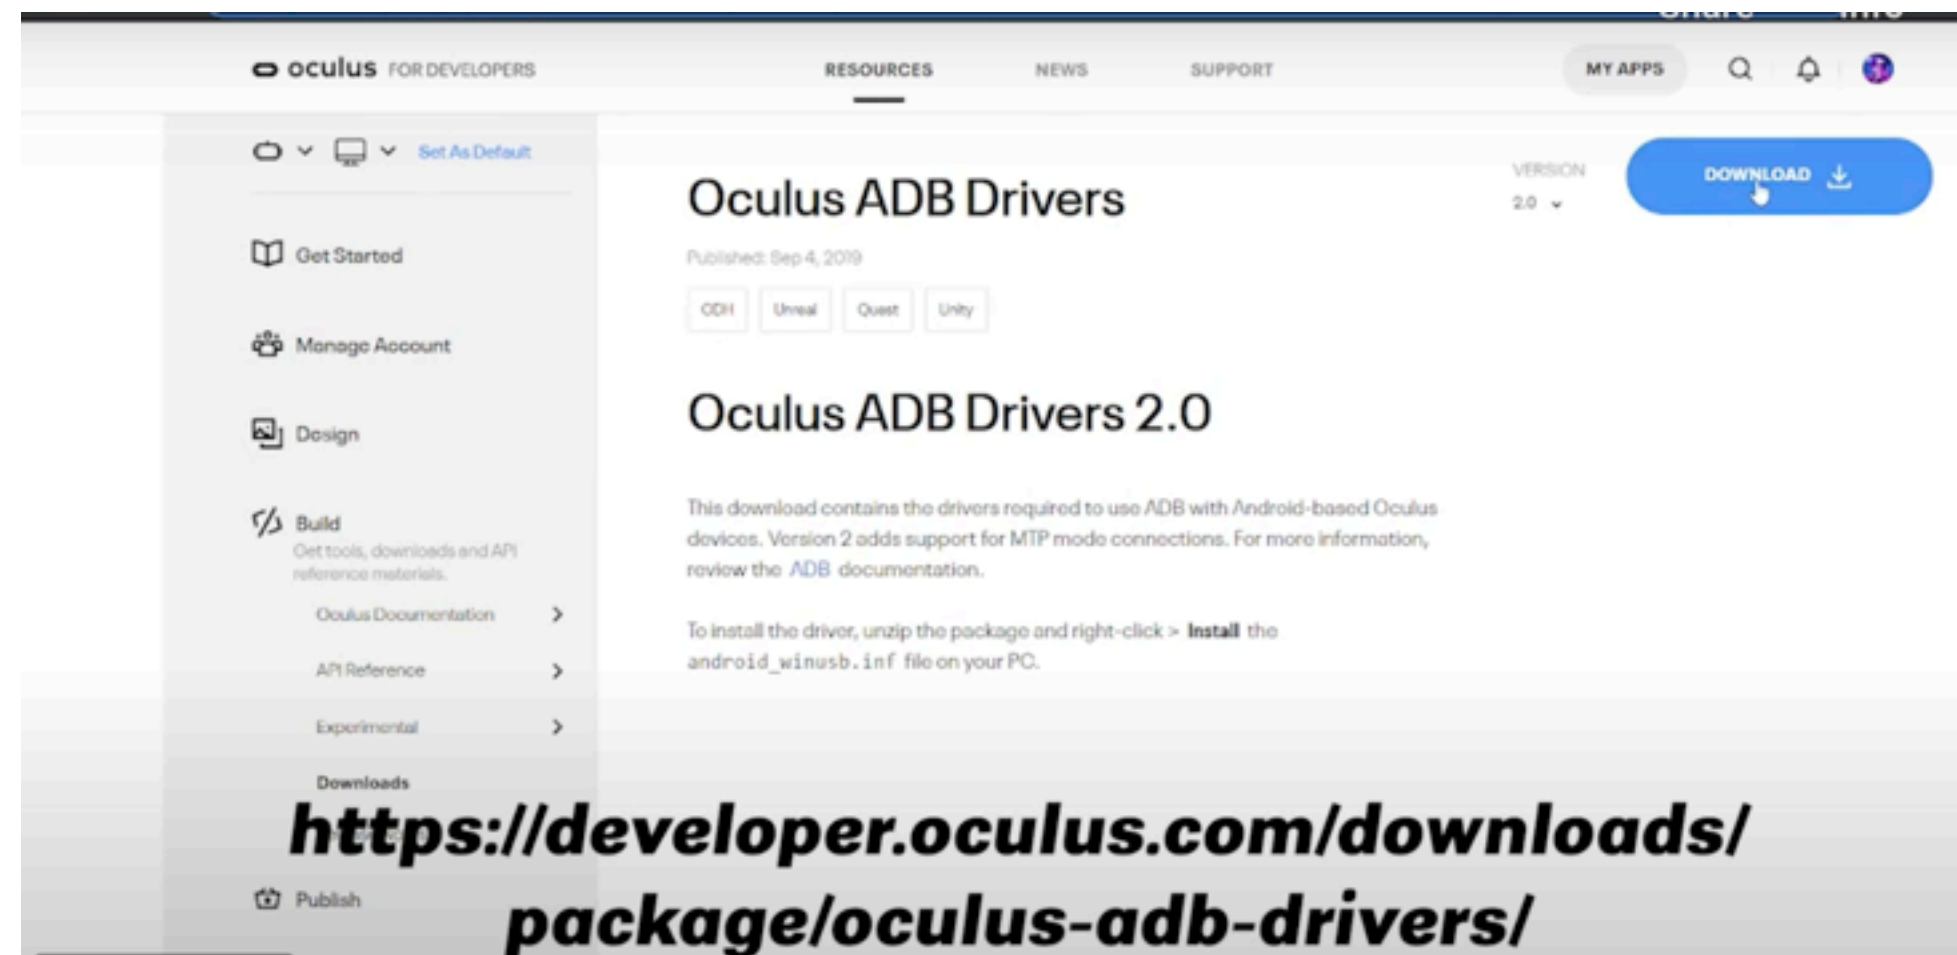 oculus FOR DEVELOPERS
RESOURCES
NEWS
SUPPORT
MY APPS
Set As Default
Get Started
Manage Account
Design
Build
Get tools, downloads and API
reference materials.
Oculus Documentation
API Reference
Experimental
Downloads
Publish
Oculus ADB Drivers
VERSION
2.0
DOWNLOAD
Published: Sep 4, 2019
Unreal
Quest
Unity
Oculus ADB Drivers 2.0
This download contains the drivers required to use ADB with Android-based Oculus
devices. Version 2 adds support for MTP mode connections. For more information,
review the ADB documentation.
To install the driver, unzip the package and right-click > Install the
android_winusb.inf file on your PC.
https://developer.oculus.com/downloads/
package/oculus-adb-drivers/